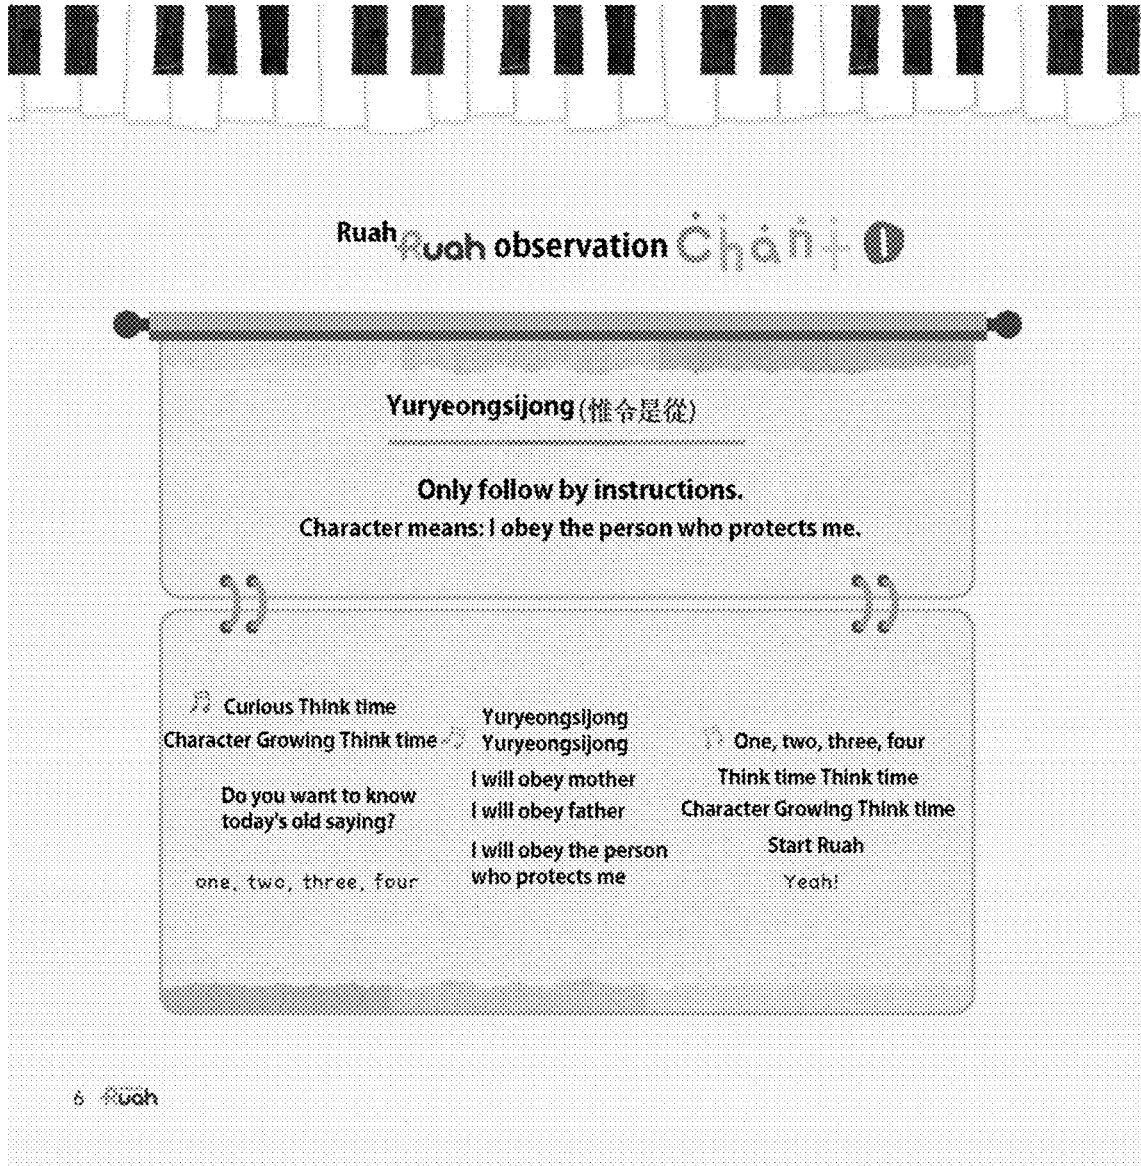 Ruah Ruah observation Chant 1
Yuryeongsijong (惟令是從)
Only follow by instructions.
Character means: I obey the person who protects me.
Curious Think time
Character Growing Think time
Do you want to know
today's old saying?
one, two, three, four
Yuryeongsijong
Yuryeongsijong
I will obey mother
I will obey father
I will obey the person
who protects me
One, two, three, four
Think time Think time
Character Growing Think time
Start Ruah
Yeah!
6 Ruah